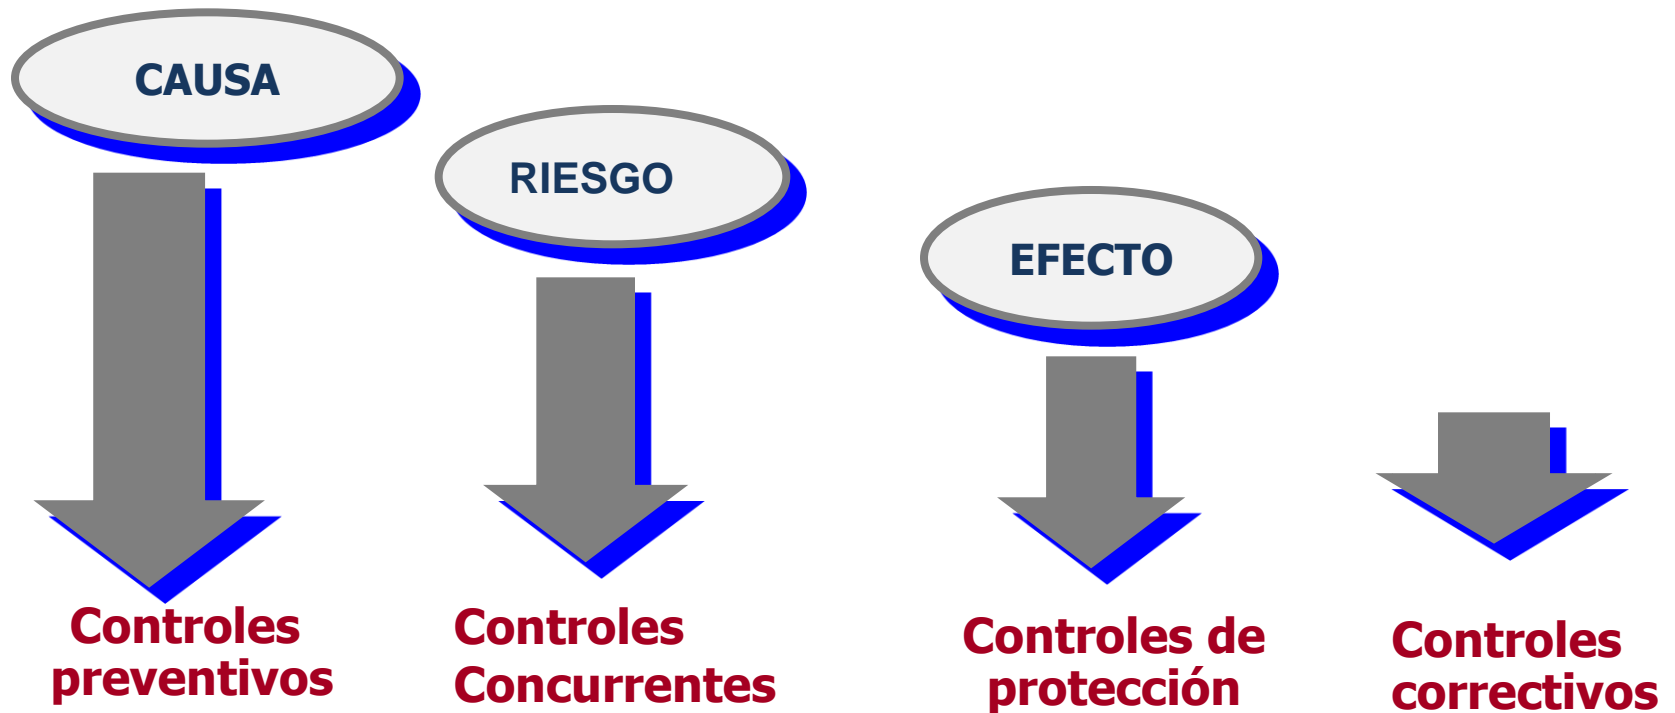 CAUSA
RIESGO
EFECTO
Controles
preventivos
Controles
Concurrentes
Controles de
protección
Controles
correctivos